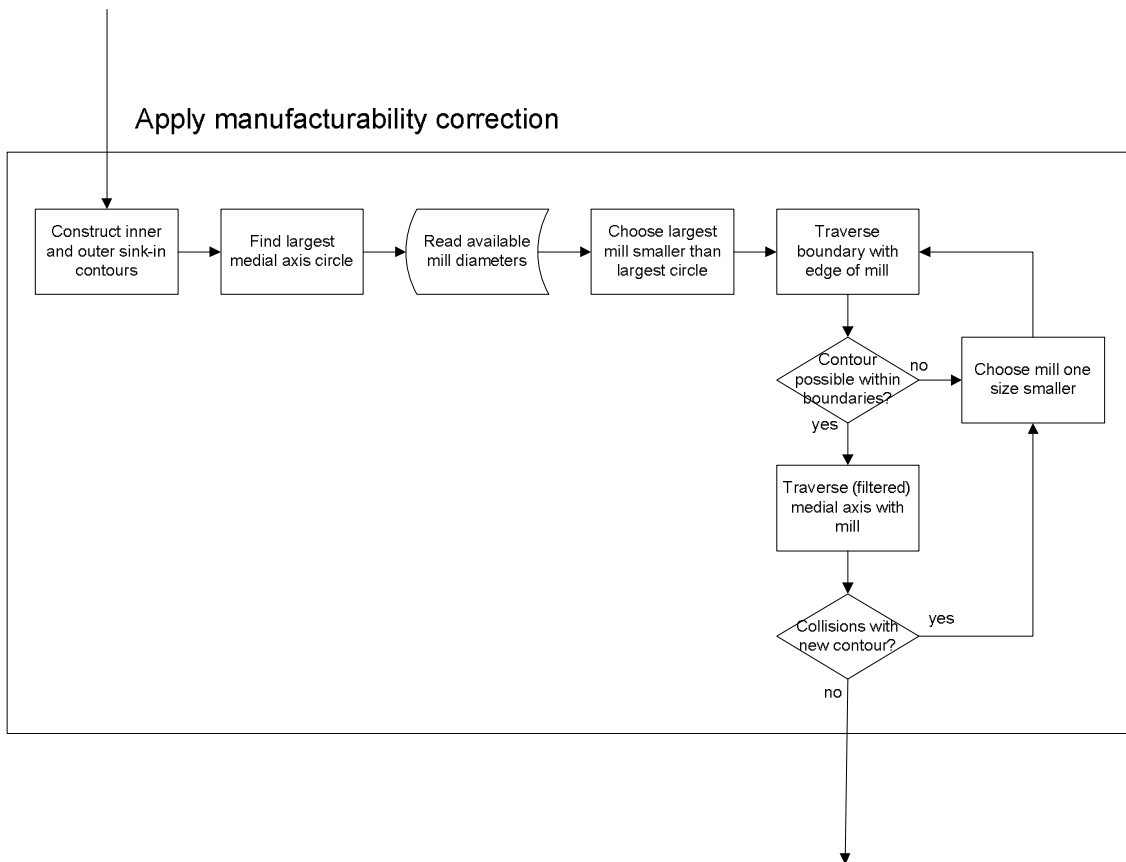 Apply manufacturability correction
Construct inner
and outer sink-in
contours
Find largest
medial axis circle
Read available
mill diameters
Choose largest
mill smaller than
largest circle
Traverse
boundary with
edge of mill
Contour
possible within
boundaries?
no
Choose mill one
size smaller
yes
Traverse (filtered)
medial axis with
mill
Collisions with
new contour?
yes
no